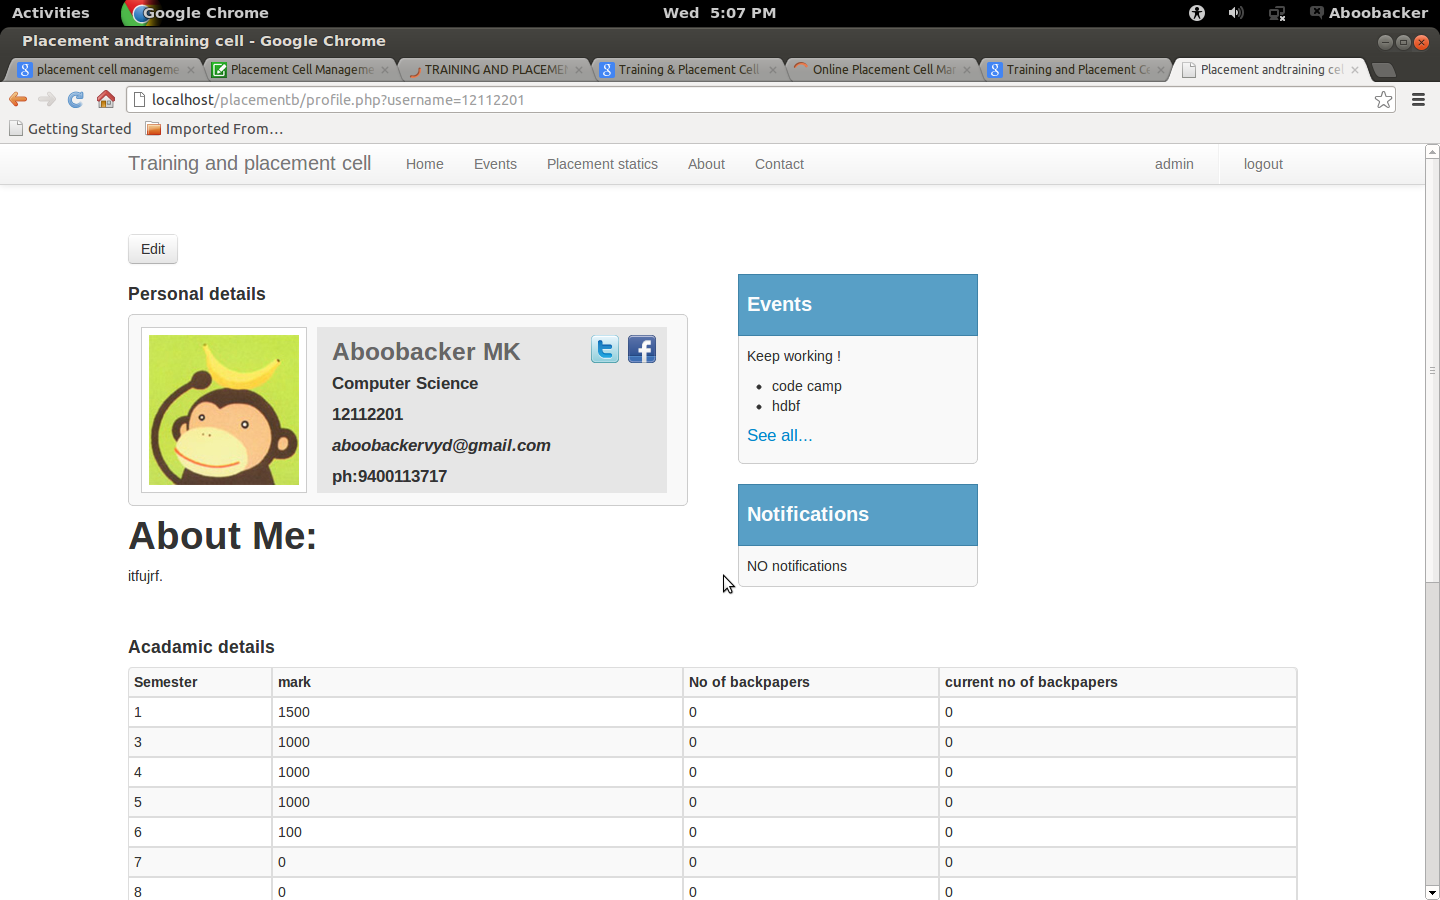 Activities Google Chrome Wed 5:07 PM Aboobacker
Placement andtraining cell - Google Chrome
placement cell manageme Placement Cell Manageme TRAINING AND PLACEMEN Training & Placement Cell Online Placement Cell Ma Training and Placement Ce Placement andtraining cel
localhost/placementb/profile.php?username=12112201
Getting Started Imported From...
Training and placement cell Home Events Placement statics About Contact admin logout
Edit
Personal details
Aboobacker MK
Computer Science
12112201
aboobackervyd@gmail.com
ph:9400113717
Events
Keep working !
code camp
hdbf
See all...
Notifications
NO notifications
About Me:
itfujrf.
Acadamic details
Semester mark No of backpapers current no of backpapers
1 1500 0 0
3 1000 0 0
4 1000 0 0
5 1000 0 0
6 100 0 0
7 0 0 0
8 0 0 0